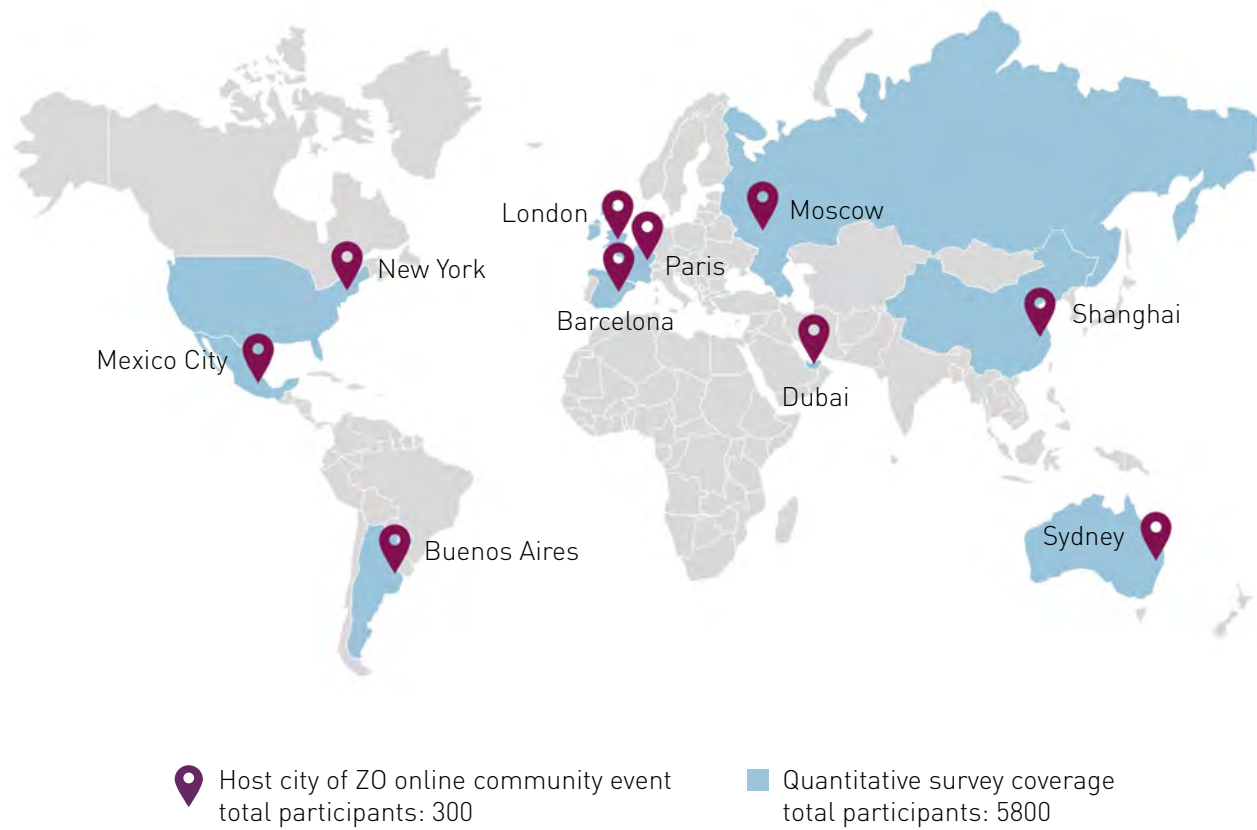 London
Moscow
New York
Paris
Barcelona
Shanghai
Mexico City
Dubai
Sydney
Buenos Aires
Host city of ZO online community event
total participants: 300
Quantitative survey coverage
total participants: 5800